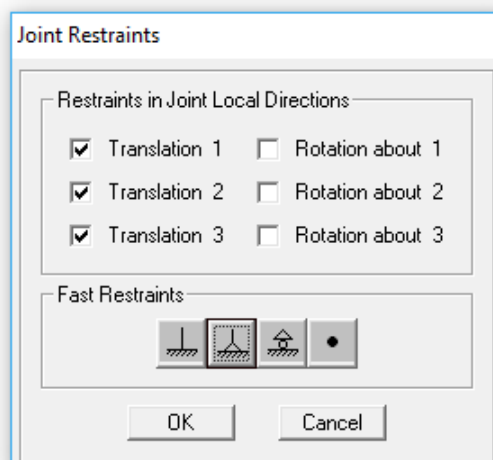 Joint Restraints
Restraints in Joint Local Directions
Translation 1 Rotation about 1
Translation 2 Rotation about 2
Translation 3 Rotation about 3
Fast Restraints
OK Cancel